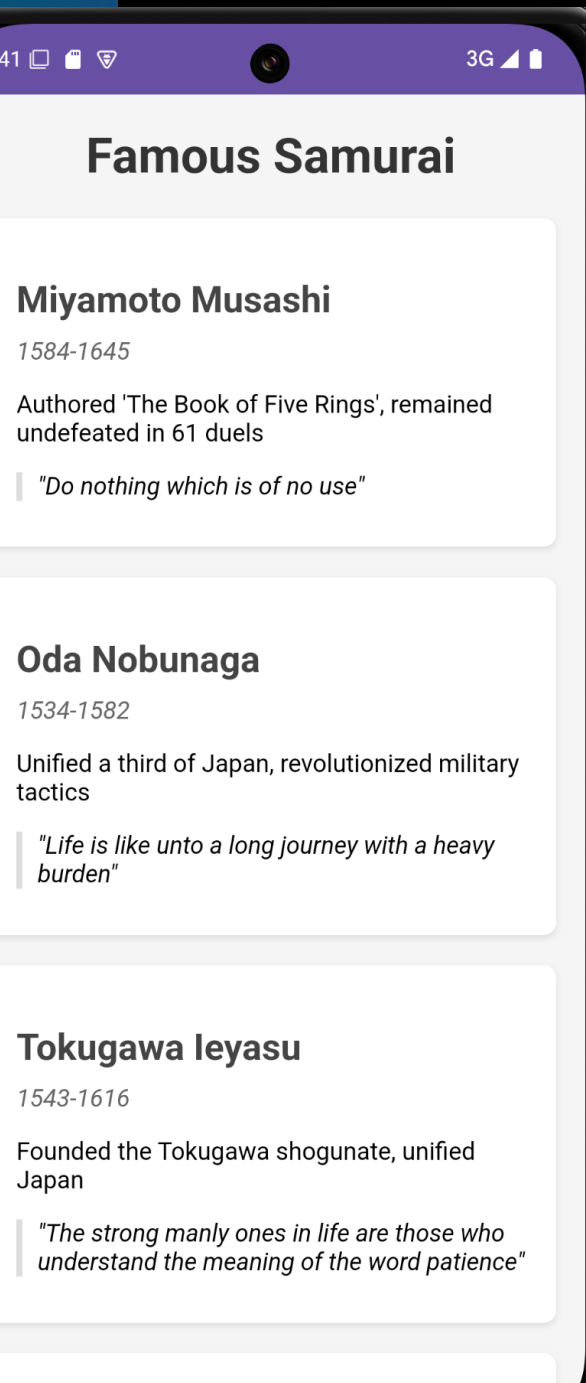 41 3G
Famous Samurai
Miyamoto Musashi
1584-1645
Authored 'The Book of Five Rings', remained
undefeated in 61 duels
"Do nothing which is of no use"
Oda Nobunaga
1534-1582
Unified a third of Japan, revolutionized military
tactics
"Life is like unto a long journey with a heavy
burden"
Tokugawa Ieyasu
1543-1616
Founded the Tokugawa shogunate, unified
Japan
"The strong manly ones in life are those who
understand the meaning of the word patience"